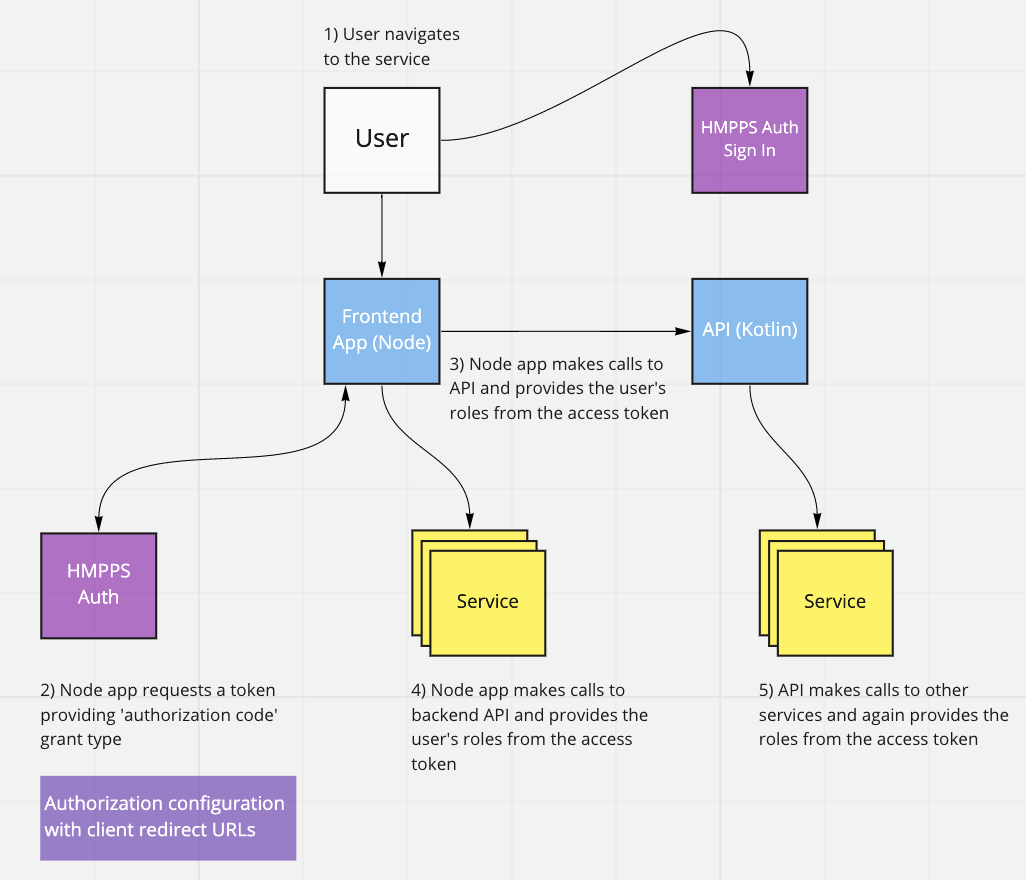 1) User navigates
to the service
User
HMPPS Auth
Sign In
Frontend
App (Node)
API (Kotlin)
3) Node app makes calls to
API and provides the user's
roles from the access token
HMPPS
Auth
Service
Service
2) Node app requests a token
providing 'authorization code'
grant type
4) Node app makes calls to
backend API and provides the
user's roles from the access
token
5) API makes calls to other
services and again provides the
roles from the access token
Authorization configuration
with client redirect URLs